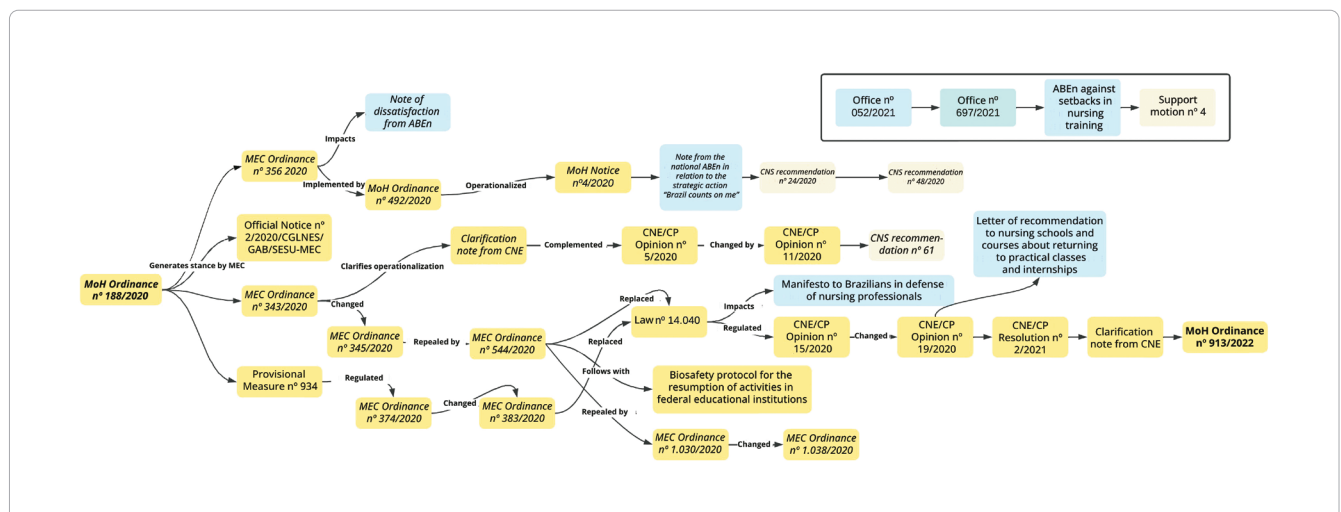 Office nº
052/2021
Office nº
697/2021
ABEn against
setbacks in
nursing
training
Support
motion nº 4
Note of
dissatisfaction
from ABEn
Impacts
MEC Ordinance
nº 356 2020
Implemented by
MoH Ordinance
nº 492/2020
Operationalized
MoH Notice
nº4/2020
Note from the
national ABEn in
relation to the
strategic action
"Brazil counts on me"
CNS recommendation
nº 24/2020
CNS recommendation
nº 48/2020
Official Notice nº
2/2020/CGLNES/
GAB/SESU-MEC
Generates stance by MEC
MoH Ordinance
nº 188/2020
MEC Ordinance
nº 343/2020
Clarifies operationalization
Clarification
note from CNE
Complemented
CNE/CP
Opinion nº
5/2020
Changed by
CNE/CP
Opinion nº
11/2020
CNS recommen-
dation nº 61
Letter of recommendation
to nursing schools and
courses about returning
to practical classes
and internships
Changed
MEC Ordinance
nº 345/2020
Repealed by
MEC Ordinance
nº 544/2020
Replaced
Law nº 14.040
Replaced
Impacts
Manifesto to Brazilians in defense
of nursing professionals
Regulated
CNE/CP
Opinion nº
15/2020
Changed
CNE/CP
Opinion nº
19/2020
CNE/CP
Resolution nº
2/2021
Clarification
note from CNE
MoH Ordinance
nº 913/2022
Provisional
Measure nº 934
Regulated
MEC Ordinance
nº 374/2020
Changed
MEC Ordinance
nº 383/2020
Follows with
Biosafety protocol for the
resumption of activities in
federal educational institutions
Repealed by
MEC Ordinance
nº 1.030/2020
Changed
MEC Ordinance
nº 1.038/2020